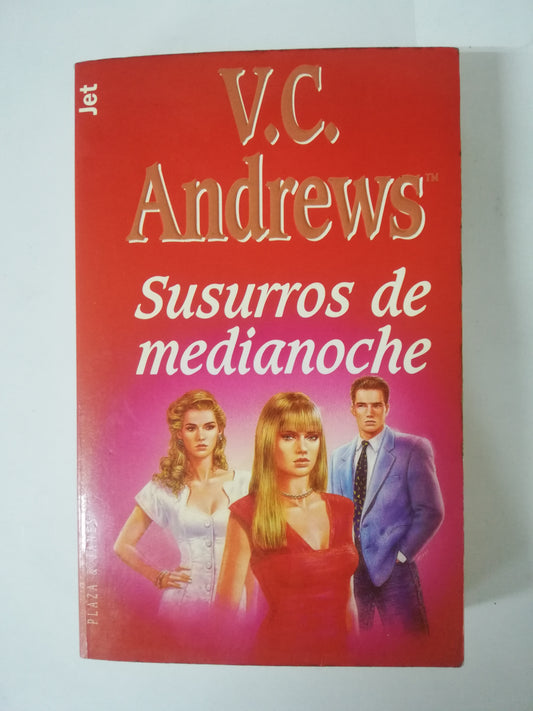 Jet
V.C.
Andrews™
Susurros de
medianoche
PLAZA & JANES